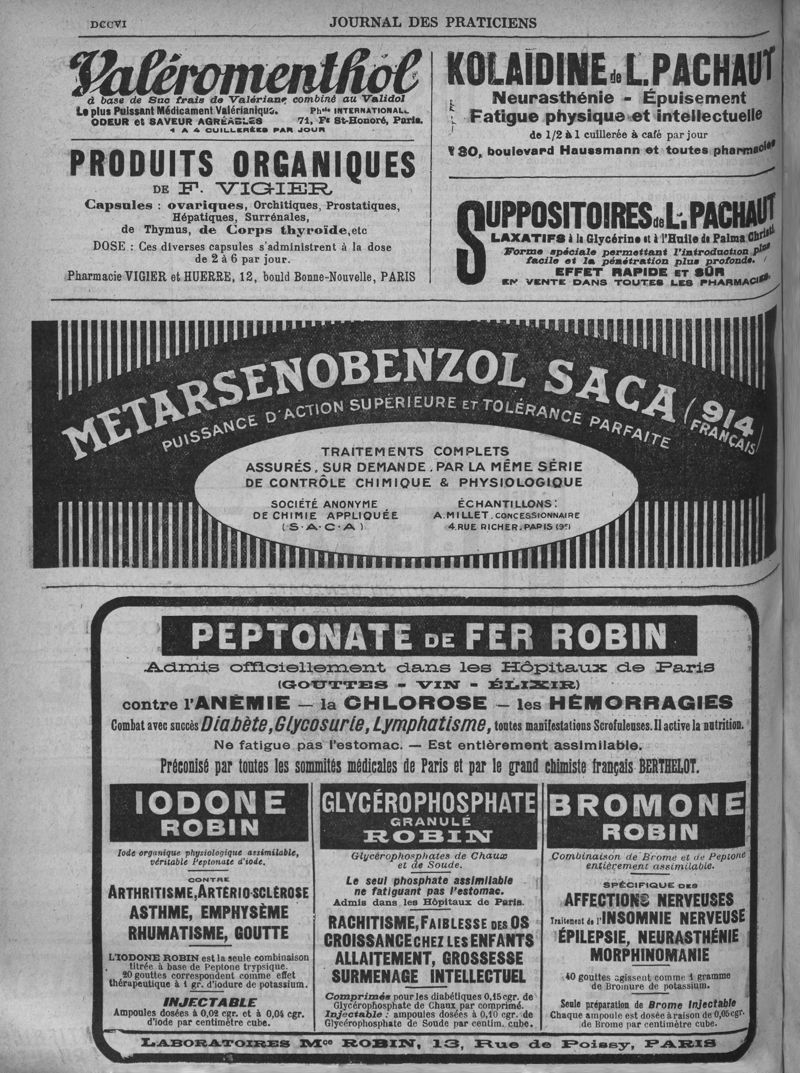 DCCVI
JOURNAL DES PRATICIENS
Valéromenthol
à base de Suc frais de Valériane combiné au Validol
Le plus Puissant Médicament Valérianique.
ODEUR et SAVEUR AGRÉABLES
Phcie INTERNATIONALE
71, Fg St-Honoré, Paris.
1 A 4 CUILLERÉES PAR JOUR
PRODUITS ORGANIQUES
DE F. VIGIER
Capsules : ovariques, Orchitiques, Prostatiques,
Hépatiques, Surrénales,
de Thymus, de Corps thyroïde, etc
DOSE : Ces diverses capsules s'administrent à la dose
de 2 à 6 par jour.
Pharmacie VIGIER et HUERRE, 12, bould Bonne-Nouvelle, PARIS
KOLAÏDINE de L. PACHAUT
Neurasthénie - Épuisement
Fatigue physique et intellectuelle
de 1/2 à 1 cuillerée à café par jour
130, boulevard Haussmann et toutes pharmacies
SUPPOSITOIRES de L. PACHAUT
LAXATIFS à la Glycérine et à l'Huile de Palma Christi
Forme spéciale permettant l'introduction plus
facile et la pénétration plus profonde.
EFFET RAPIDE ET SÛR
EN VENTE DANS TOUTES LES PHARMACIES
METARSENOBENZOL SACA (914 FRANÇAIS)
PUISSANCE D'ACTION SUPÉRIEURE ET TOLÉRANCE PARFAITE
TRAITEMENTS COMPLETS
ASSURÉS, SUR DEMANDE, PAR LA MÊME SÉRIE
DE CONTRÔLE CHIMIQUE & PHYSIOLOGIQUE
SOCIÉTÉ ANONYME
DE CHIMIE APPLIQUÉE
(S.A.C.A)
ÉCHANTILLONS:
A. MILLET, CONCESSIONNAIRE
4, RUE RICHER, PARIS (9e)
PEPTONATE DE FER ROBIN
Admis officiellement dans les Hôpitaux de Paris
(GOUTTES - VIN - ÉLIXIR)
contre l'ANÉMIE — la CHLOROSE — les HÉMORRAGIES
Combat avec succès Diabète, Glycosurie, Lymphatisme, toutes manifestations Scrofuleuses. Il active la nutrition.
Ne fatigue pas l'estomac. — Est entièrement assimilable.
Préconisé par toutes les sommités médicales de Paris et par le grand chimiste français BERTHELOT.
IODONE
ROBIN
Iode organique physiologique assimilable,
véritable Peptonate d'iode.
CONTRE
ARTHRITISME, ARTÉRIO-SCLÉROSE
ASTHME, EMPHYSÈME
RHUMATISME, GOUTTE
L'IODONE ROBIN est la seule combinaison
titrée à base de Peptone trypsique.
20 gouttes correspondent comme effet
thérapeutique à 1 gr. d'iodure de potassium.
INJECTABLE
Ampoules dosées à 0,02 cgr. et à 0,04 cgr.
d'iode par centimètre cube.
GLYCÉROPHOSPHATE
GRANULÉ
ROBIN
Glycérophosphates de Chaux
et de Soude.
Le seul phosphate assimilable
ne fatiguant pas l'estomac.
Admis dans les Hôpitaux de Paris.
RACHITISME, FAIBLESSE DES OS
CROISSANCE CHEZ LES ENFANTS
ALLAITEMENT, GROSSESSE
SURMENAGE INTELLECTUEL
Comprimés pour les diabétiques 0,15 cgr. de
Glycérophosphate de Chaux par comprimé.
Injectable : ampoules dosées à 0,10 cgr. de
Glycérophosphate de Soude par centim. cube.
BROMONE
ROBIN
Combinaison de Brome et de Peptone
entièrement assimilable.
SPÉCIFIQUE DES
AFFECTIONS NERVEUSES
Traitement de l'INSOMNIE NERVEUSE
ÉPILEPSIE, NEURASTHÉNIE
MORPHINOMANIE
40 gouttes agissent comme 1 gramme
de Bromure de potassium.
Seule préparation de Brome Injectable
Chaque ampoule est dosée à raison de 0,05 cgr.
de Brome par centimètre cube.
LABORATOIRES Mce ROBIN, 13, Rue de Poissy, PARIS